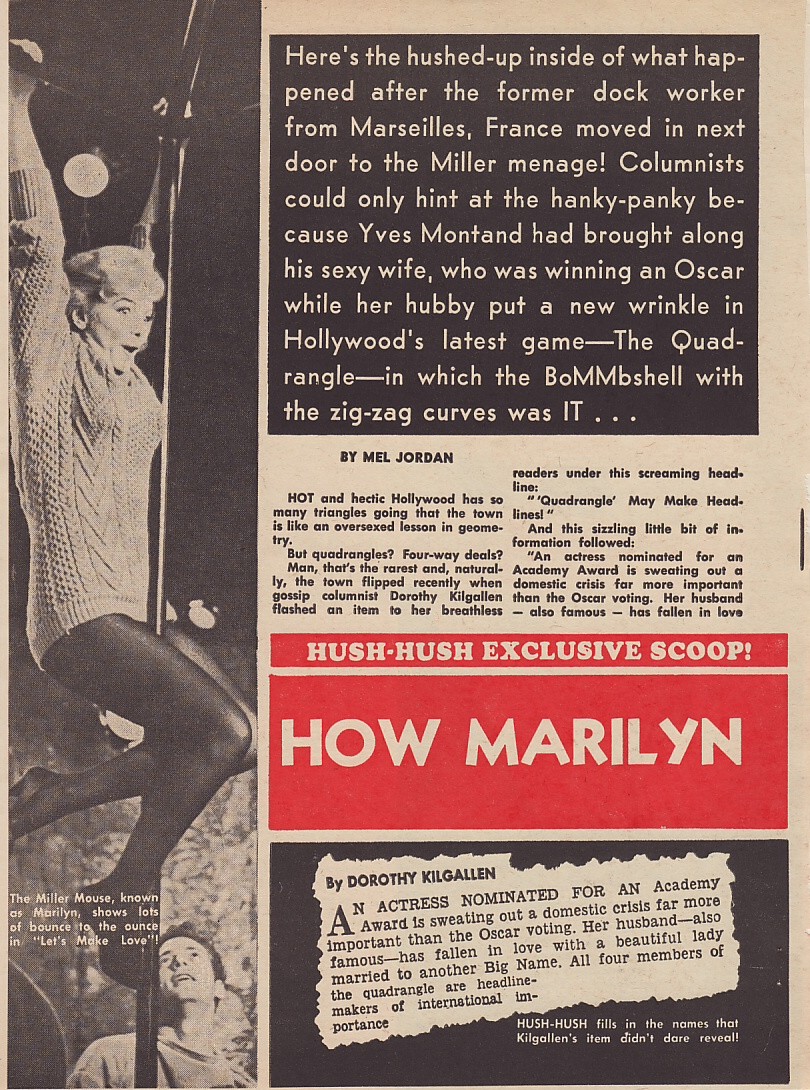 Here's the hushed-up inside of what hap-
pened after the former dock worker
from Marseilles, France moved in next
door to the Miller menage! Columnists
could only hint at the hanky-panky be-
cause Yves Montand had brought along
his sexy wife, who was winning an Oscar
while her hubby put a new wrinkle in
Hollywood's latest game—The Quad-
rangle—in which the BoMMbshell with
the zig-zag curves was IT . . .
BY MEL JORDAN
HOT and hectic Hollywood has so
many triangles going that the town
is like an oversexed lesson in geome-
try.
But quadrangles? Four-way deals?
Man, that's the rarest and, natural-
ly, the town flipped recently when
gossip columnist Dorothy Kilgallen
flashed an item to her breathless
readers under this screaming head-
line:
"'Quadrangle' May Make Head-
lines!"
And this sizzling little bit of in-
formation followed:
"An actress nominated for an
Academy Award is sweating out a
domestic crisis far more important
than the Oscar voting. Her husband
— also famous — has fallen in love
HUSH-HUSH EXCLUSIVE SCOOP!
HOW MARILYN
The Miller Mouse, known
as Marilyn, shows lots
of bounce to the ounce
in "Let's Make Love"!
By DOROTHY KILGALLEN
AN ACTRESS NOMINATED FOR AN Academy
Award is sweating out a domestic crisis far more
important than the Oscar voting. Her husband—also
famous—has fallen in love with a beautiful lady
married to another Big Name. All four members of
the quadrangle are headline-
makers of international im-
portance
HUSH-HUSH fills in the names that
Kilgallen's item didn't dare reveal!